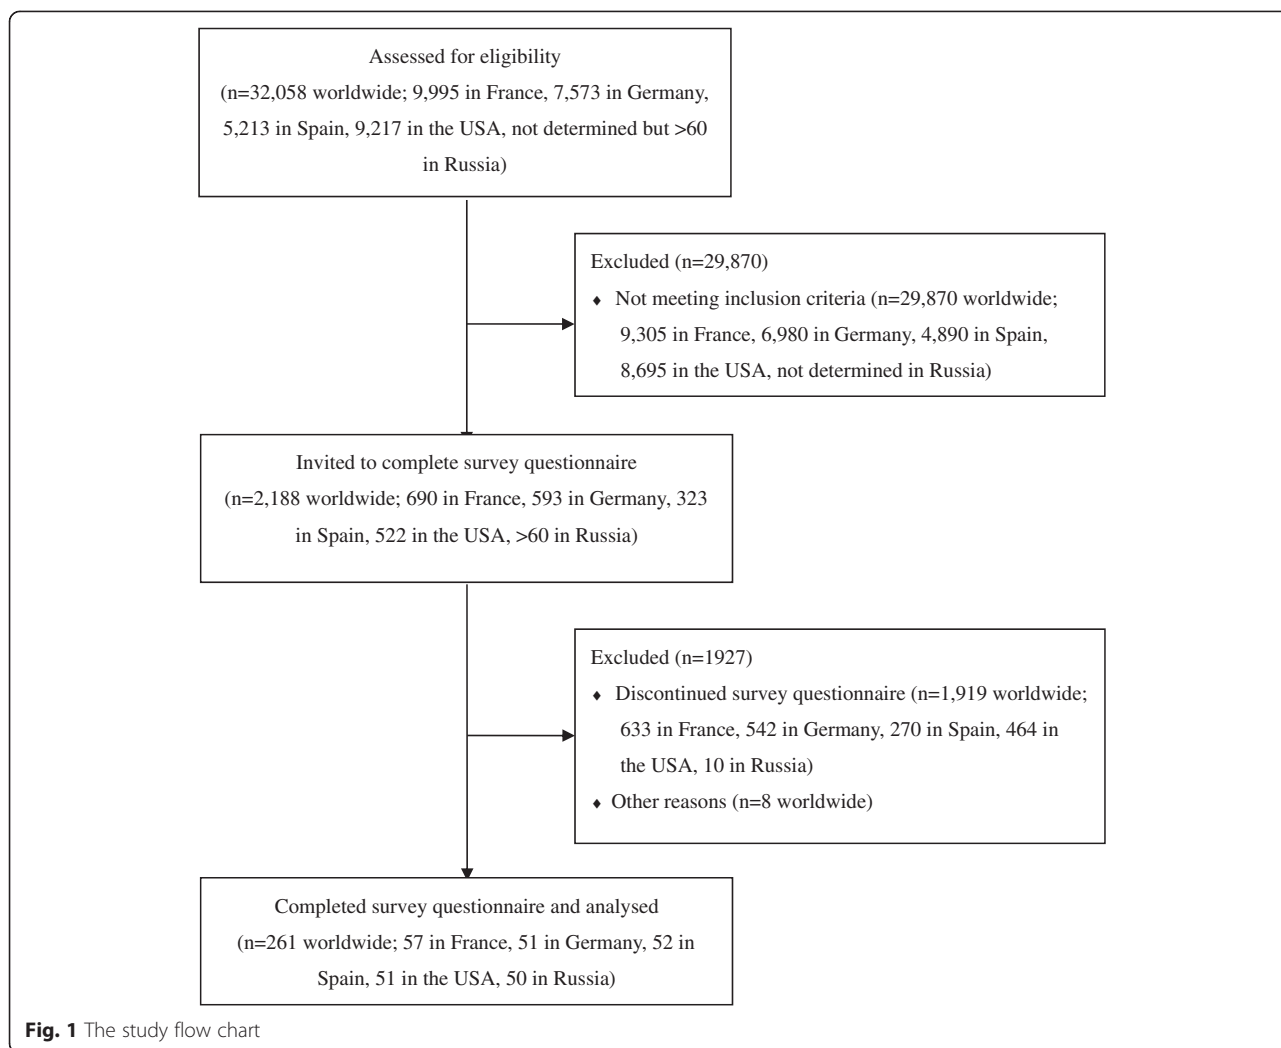 Assessed for eligibility
(n=32,058 worldwide; 9,995 in France, 7,573 in Germany,
5,213 in Spain, 9,217 in the USA, not determined but >60
in Russia)
Excluded (n=29,870)
♦ Not meeting inclusion criteria (n=29,870 worldwide;
9,305 in France, 6,980 in Germany, 4,890 in Spain,
8,695 in the USA, not determined in Russia)
Invited to complete survey questionnaire
(n=2,188 worldwide; 690 in France, 593 in Germany, 323
in Spain, 522 in the USA, >60 in Russia)
Excluded (n=1927)
♦ Discontinued survey questionnaire (n=1,919 worldwide;
633 in France, 542 in Germany, 270 in Spain, 464 in
the USA, 10 in Russia)
♦ Other reasons (n=8 worldwide)
Completed survey questionnaire and analysed
(n=261 worldwide; 57 in France, 51 in Germany, 52 in
Spain, 51 in the USA, 50 in Russia)
Fig. 1 The study flow chart